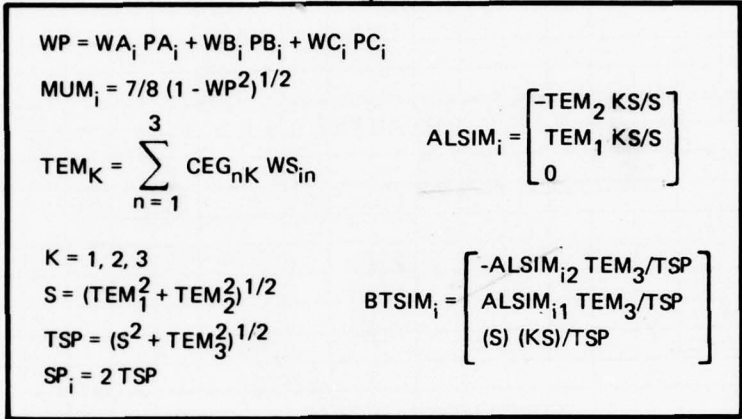 WP = WA_i PA_i + WB_i PB_i + WC_i PC_i
MUM_i = 7/8 (1 - WP^2)^1/2
3
TEM_K = ∑ CEG_nK WS_in
n = 1
K = 1, 2, 3
S = (TEM_1^2 + TEM_2^2)^1/2
TSP = (S^2 + TEM_3^2)^1/2
SP_i = 2 TSP
-TEM_2 KS/S
ALSIM_i = TEM_1 KS/S
0
-ALSIM_i2 TEM_3/TSP
BTSIM_i = ALSIM_i1 TEM_3/TSP
(S) (KS)/TSP